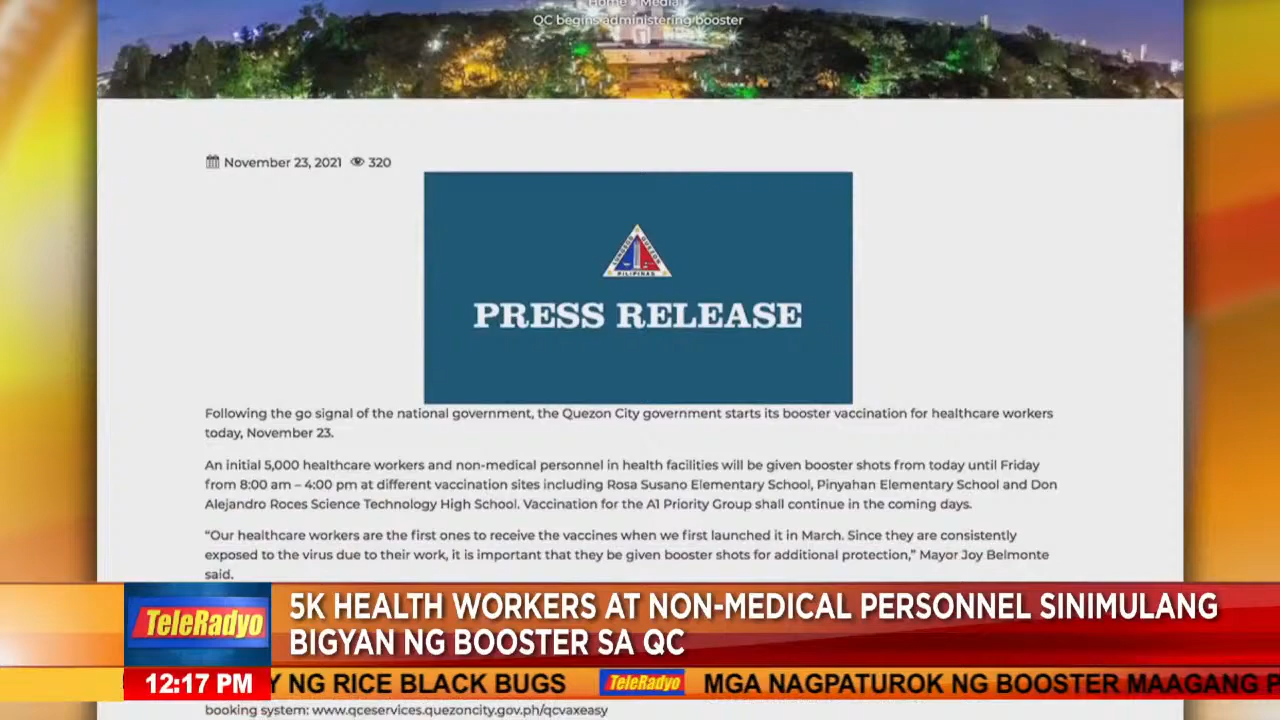 Home » Media »
QC begins administering booster
November 23, 2021 320
LUNGSOD QUEZON
PILIPINAS
PRESS RELEASE
Following the go signal of the national government, the Quezon City government starts its booster vaccination for healthcare workers
today, November 23.
An initial 5,000 healthcare workers and non-medical personnel in health facilities will be given booster shots from today until Friday
from 8:00 am – 4:00 pm at different vaccination sites including Rosa Susano Elementary School, Pinyahan Elementary School and Don
Alejandro Roces Science Technology High School. Vaccination for the A1 Priority Group shall continue in the coming days.
“Our healthcare workers are the first ones to receive the vaccines when we first launched it in March. Since they are consistently
exposed to the virus due to their work, it is important that they be given booster shots for additional protection,” Mayor Joy Belmonte
said.
TeleRadyo
5K HEALTH WORKERS AT NON-MEDICAL PERSONNEL SINIMULANG
BIGYAN NG BOOSTER SA QC
12:17 PM Y NG RICE BLACK BUGS TeleRadyo MGA NAGPATUROK NG BOOSTER MAAGANG P
booking system: www.qceservices.quezoncity.gov.ph/qcvaxeasy